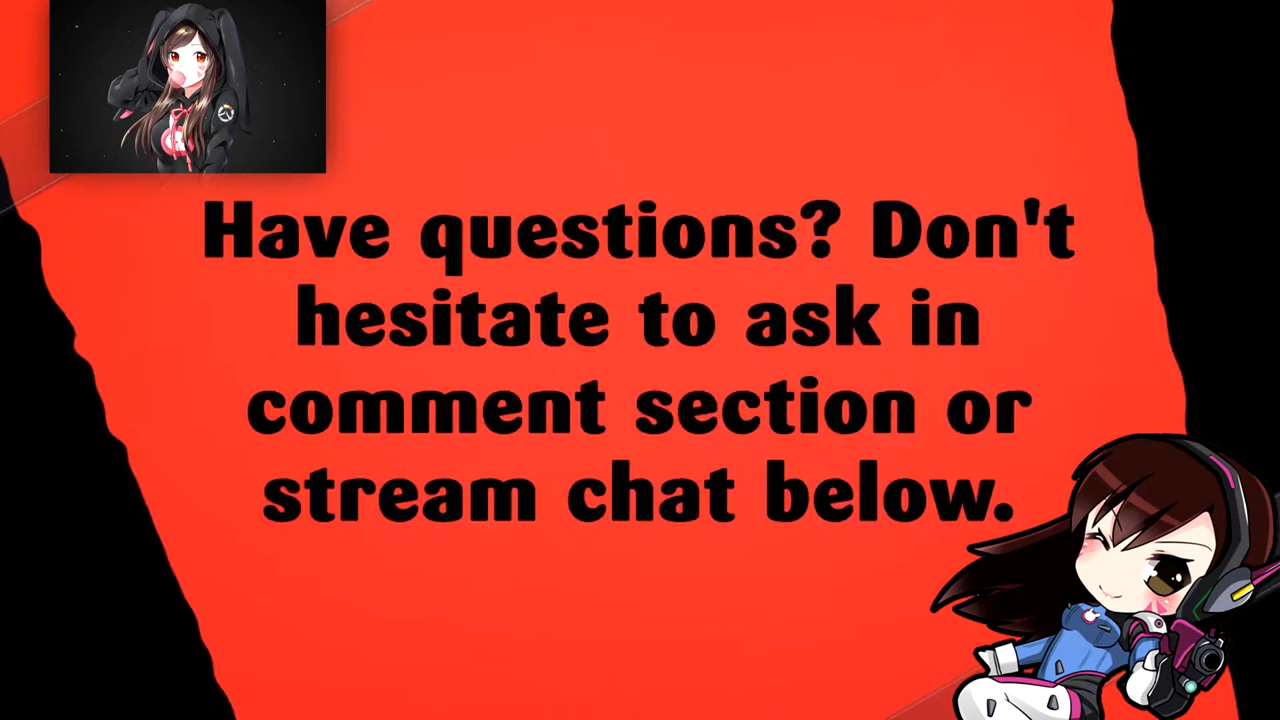 Have questions? Don't
hesitate to ask in
comment section or
stream chat below.